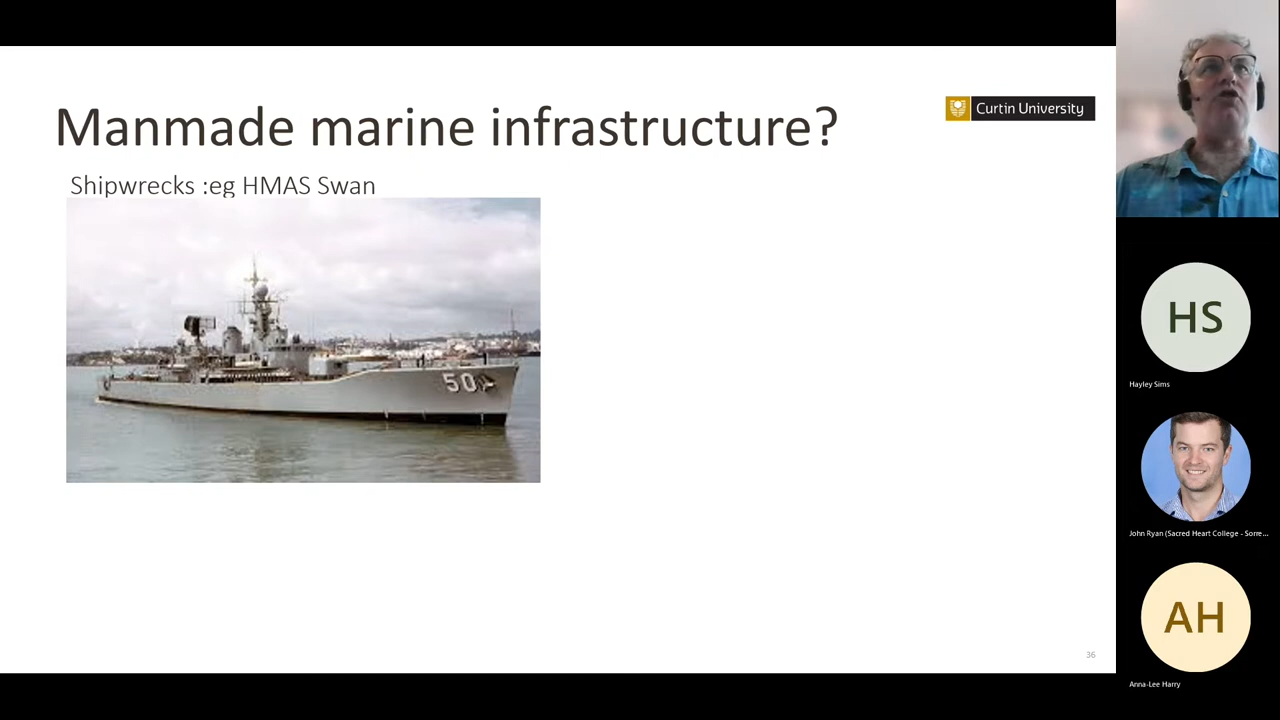 Manmade marine infrastructure?
Curtin University
Shipwrecks :eg HMAS Swan
50
36
HS
Hayley Sims
John Ryan (Sacred Heart College - Sorre...
AH
Anna-Lee Harry